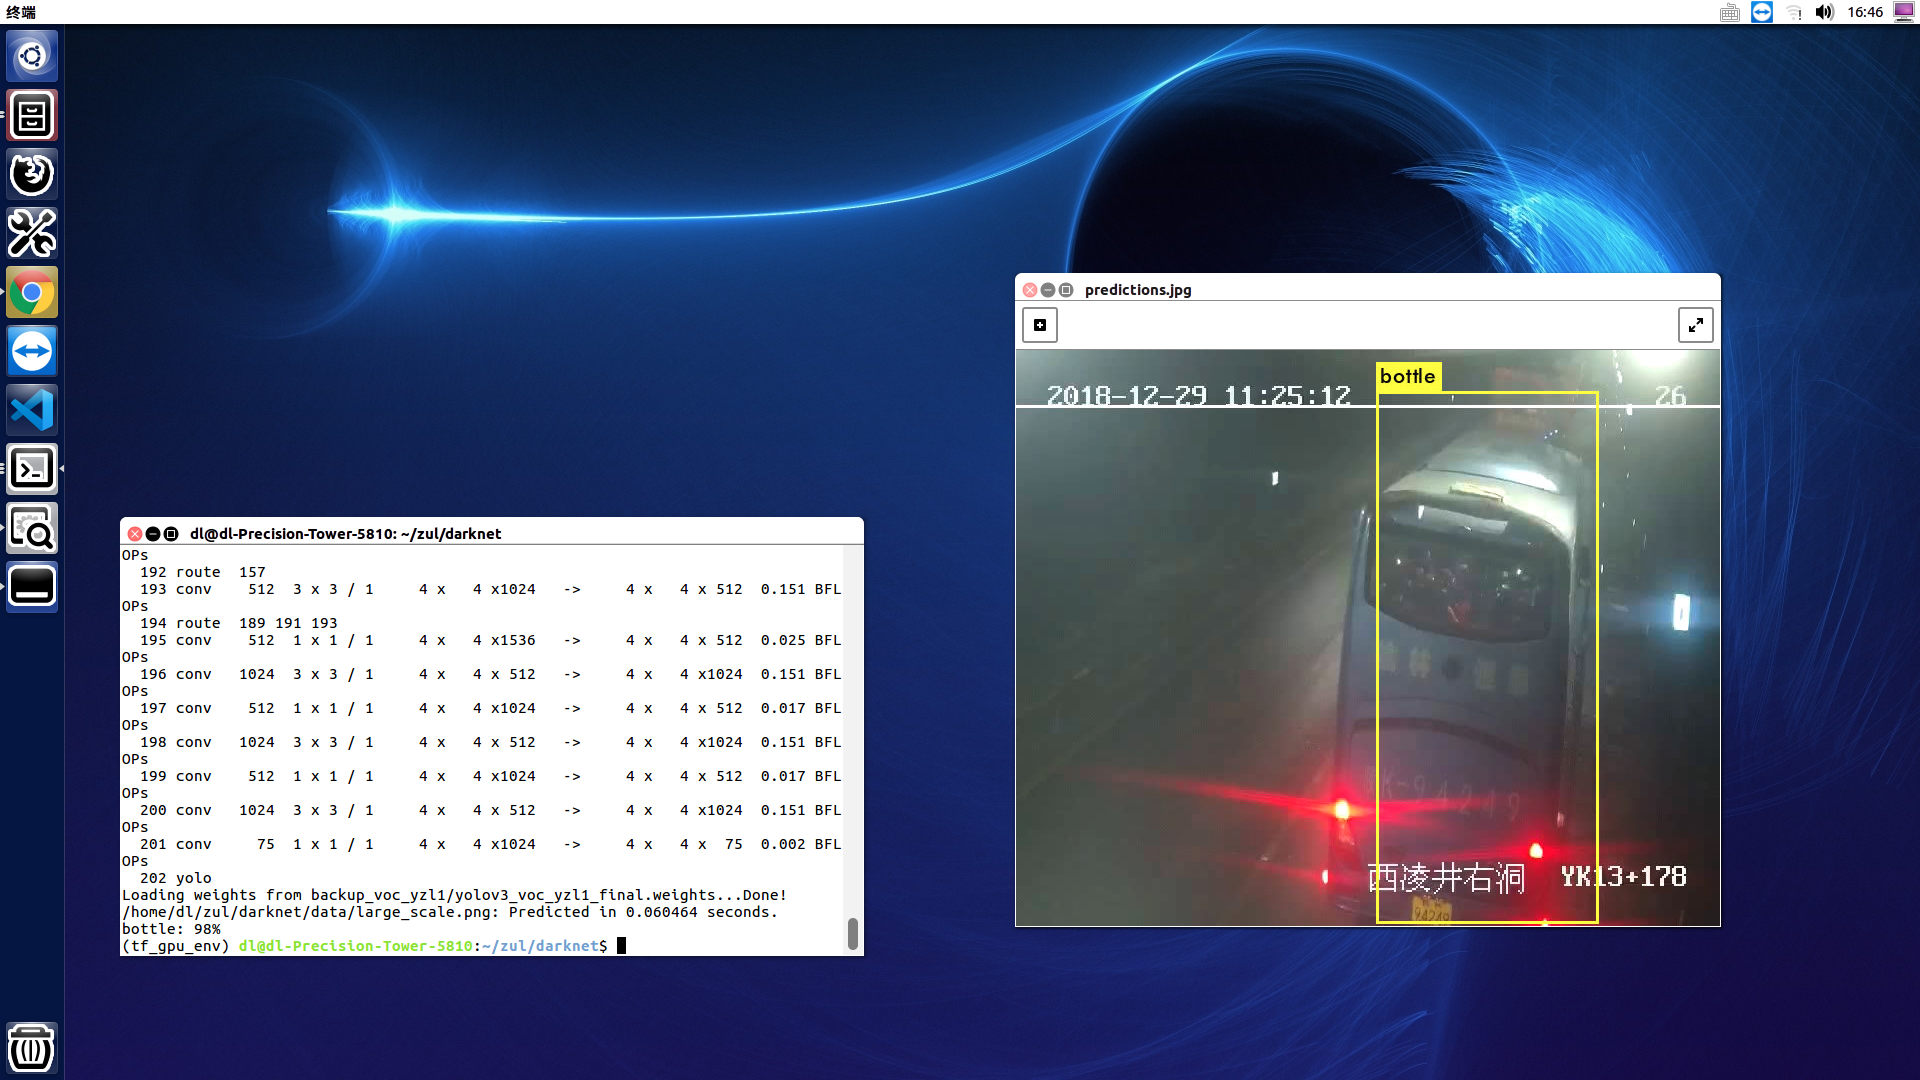 终端
16:46
dl@dl-Precision-Tower-5810: ~/zul/darknet
OPs
192 route  157
193 conv    512  3 x 3 / 1     4 x   4 x1024   ->     4 x   4 x 512  0.151 BFL
OPs
194 route  189 191 193
195 conv    512  1 x 1 / 1     4 x   4 x1536   ->     4 x   4 x 512  0.025 BFL
OPs
196 conv   1024  3 x 3 / 1     4 x   4 x 512   ->     4 x   4 x1024  0.151 BFL
OPs
197 conv    512  1 x 1 / 1     4 x   4 x1024   ->     4 x   4 x 512  0.017 BFL
OPs
198 conv   1024  3 x 3 / 1     4 x   4 x 512   ->     4 x   4 x1024  0.151 BFL
OPs
199 conv    512  1 x 1 / 1     4 x   4 x1024   ->     4 x   4 x 512  0.017 BFL
OPs
200 conv   1024  3 x 3 / 1     4 x   4 x 512   ->     4 x   4 x1024  0.151 BFL
OPs
201 conv     75  1 x 1 / 1     4 x   4 x1024   ->     4 x   4 x  75  0.002 BFL
OPs
202 yolo
Loading weights from backup_voc_yzl1/yolov3_voc_yzl1_final.weights...Done!
/home/dl/zul/darknet/data/large_scale.png: Predicted in 0.060464 seconds.
bottle: 98%
(tf_gpu_env) dl@dl-Precision-Tower-5810:~/zul/darknet$
predictions.jpg
bottle
2018-12-29 11:25:12
26
西凌井右洞
YK13+178
94249